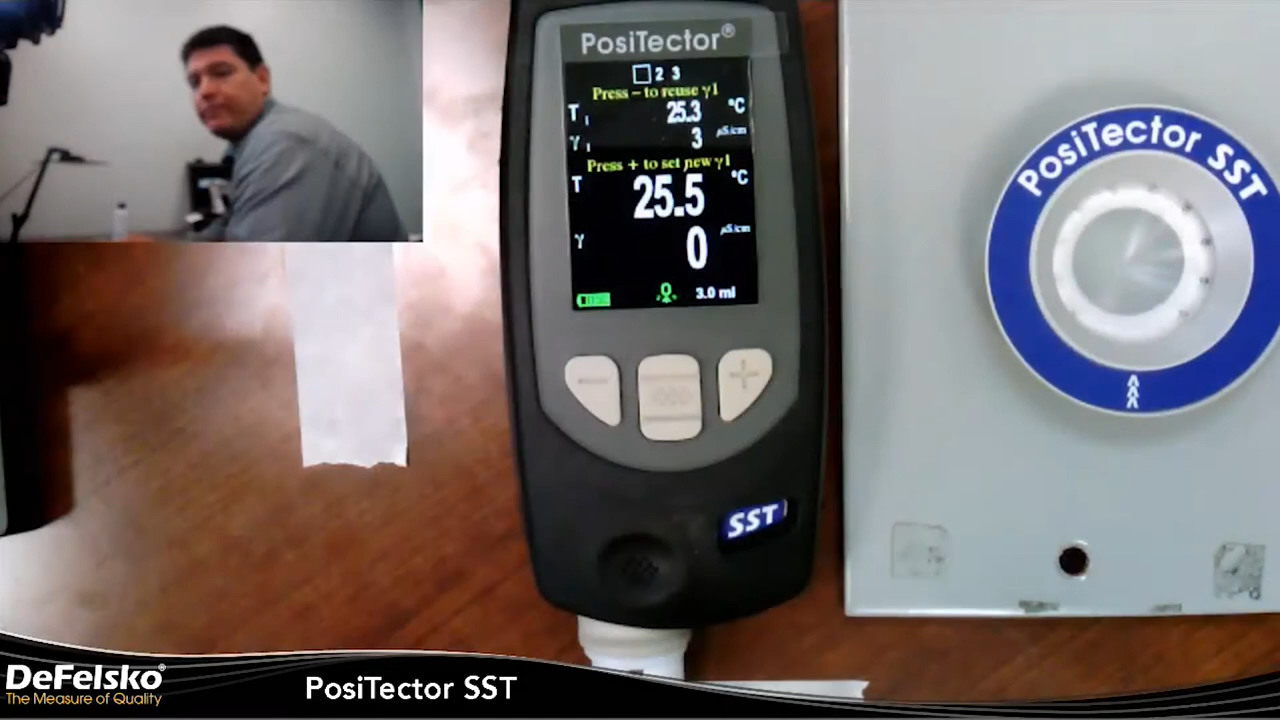 PosiTector®
2 3
Press – to reuse γ1
T1 25.3 °C
γ1 3 µS/cm
Press + to set new γ1
T 25.5 °C
γ 0 µS/cm
3.0 ml
SST
PosiTector SST
DeFelsko®
The Measure of Quality
PosiTector SST